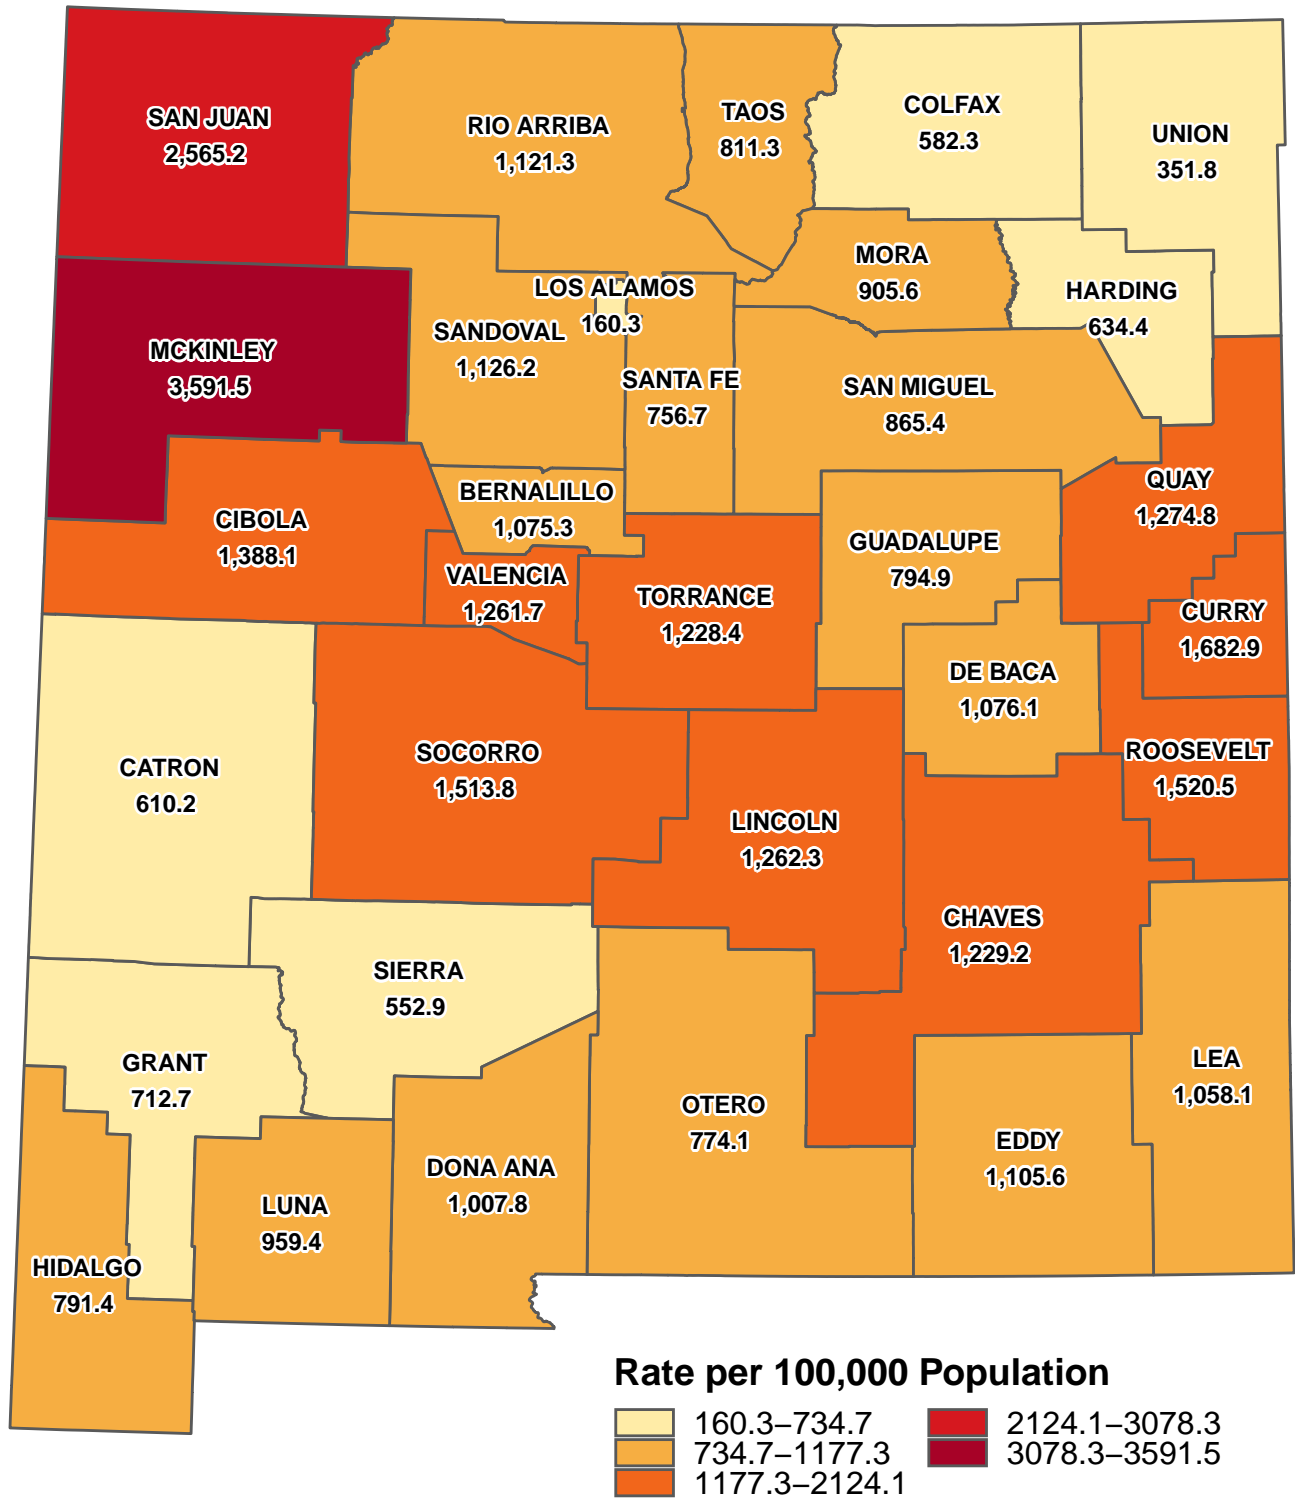 SAN JUAN
2,565.2
RIO ARRIBA
1,121.3
TAOS
811.3
COLFAX
582.3
UNION
351.8
MORA
905.6
HARDING
634.4
LOS ALAMOS
160.3
SANDOVAL
1,126.2
MCKINLEY
3,591.5
SANTA FE
756.7
SAN MIGUEL
865.4
QUAY
1,274.8
BERNALILLO
1,075.3
CIBOLA
1,388.1
GUADALUPE
794.9
VALENCIA
1,261.7
TORRANCE
1,228.4
CURRY
1,682.9
DE BACA
1,076.1
CATRON
610.2
SOCORRO
1,513.8
ROOSEVELT
1,520.5
LINCOLN
1,262.3
CHAVES
1,229.2
SIERRA
552.9
GRANT
712.7
LEA
1,058.1
OTERO
774.1
EDDY
1,105.6
DONA ANA
1,007.8
LUNA
959.4
HIDALGO
791.4
Rate per 100,000 Population
160.3–734.7
734.7–1177.3
1177.3–2124.1
2124.1–3078.3
3078.3–3591.5